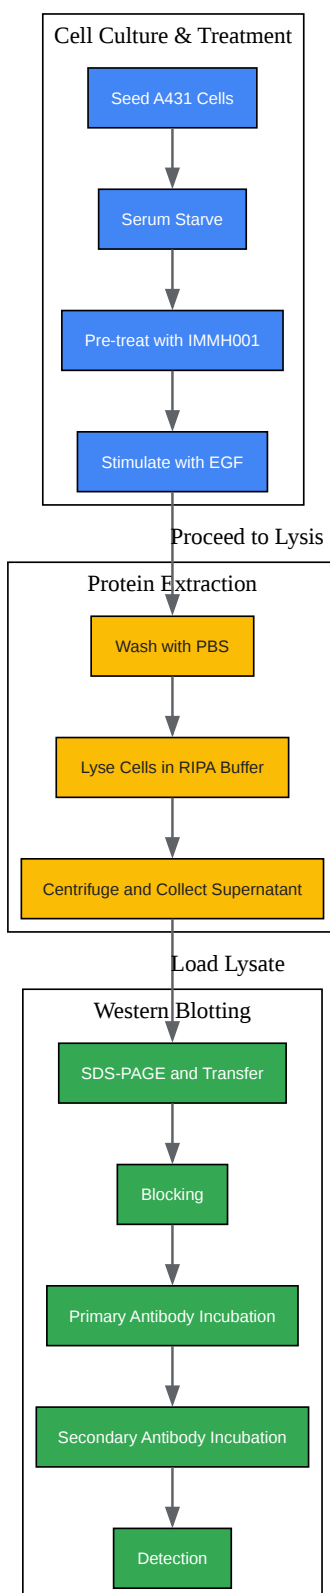 Cell Culture & Treatment
Seed A431 Cells
Serum Starve
Pre-treat with IMMH001
Stimulate with EGF
Proceed to Lysis
Protein Extraction
Wash with PBS
Lyse Cells in RIPA Buffer
Centrifuge and Collect Supernatant
Load Lysate
Western Blotting
SDS-PAGE and Transfer
Blocking
Primary Antibody Incubation
Secondary Antibody Incubation
Detection